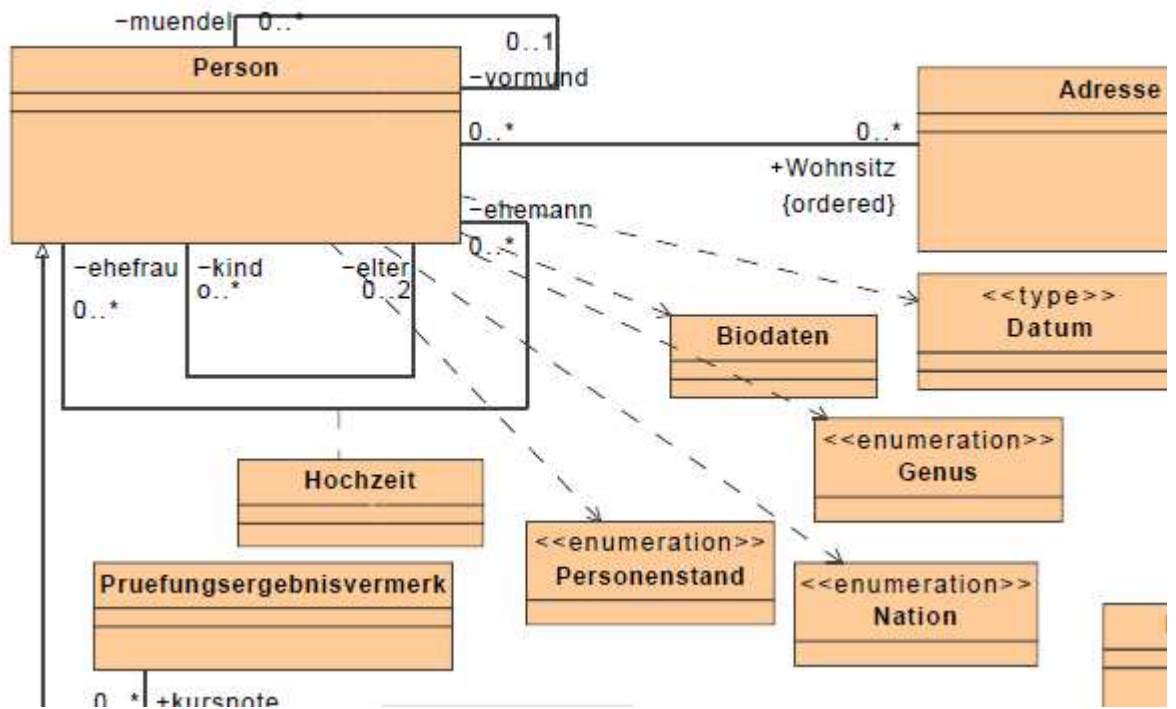 −muendel 0..*
0..1
Person
−vormund
Adresse
0..*
0..*
+Wohnsitz
{ordered}
−ehemann
0..*
−ehefrau
−kind
−elter
0..*
o..*
0..2
<<type>>
Datum
Biodaten
<<enumeration>>
Genus
Hochzeit
<<enumeration>>
Personenstand
Pruefungsergebnisvermerk
<<enumeration>>
Nation
0..*
+kursnote